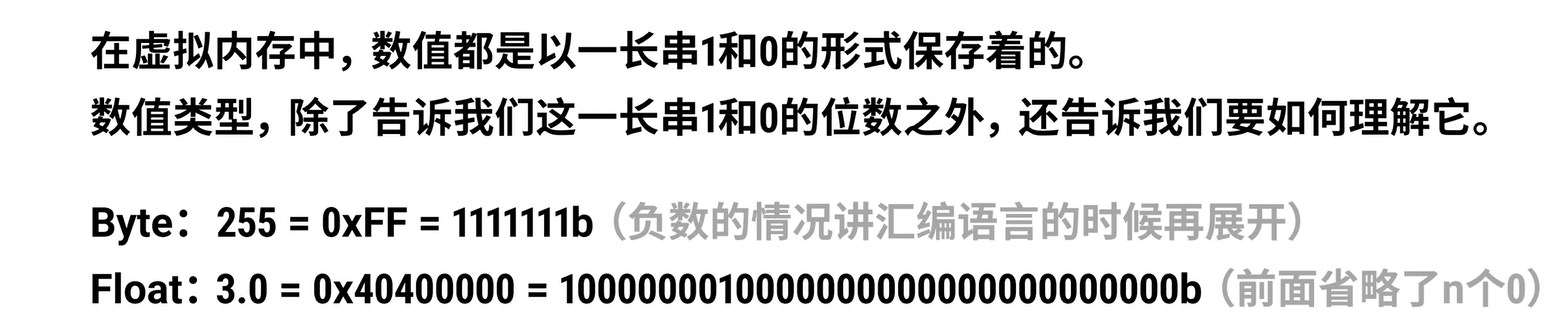 在虚拟内存中，数值都是以一长串1和0的形式保存着的。
数值类型，除了告诉我们这一长串1和0的位数之外，还告诉我们要如何理解它。
Byte：255 = 0xFF = 1111111b（负数的情况讲汇编语言的时候再展开）
Float：3.0 = 0x40400000 = 1000000010000000000000000000000b（前面省略了n个0）